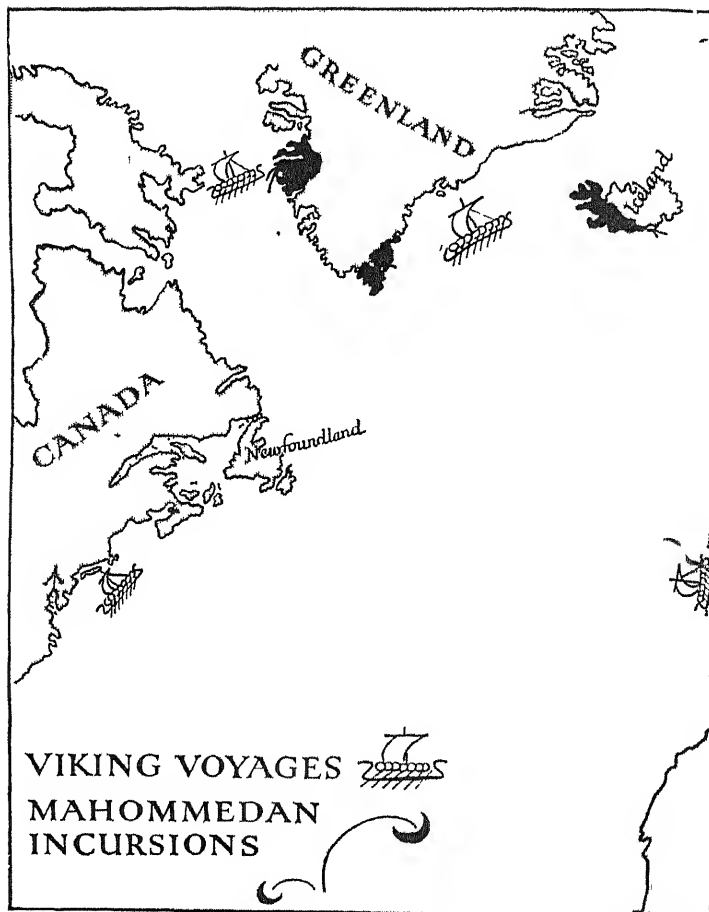 GREENLAND
Iceland
CANADA
Newfoundland
VIKING VOYAGES
MAHOMMEDAN
INCURSIONS